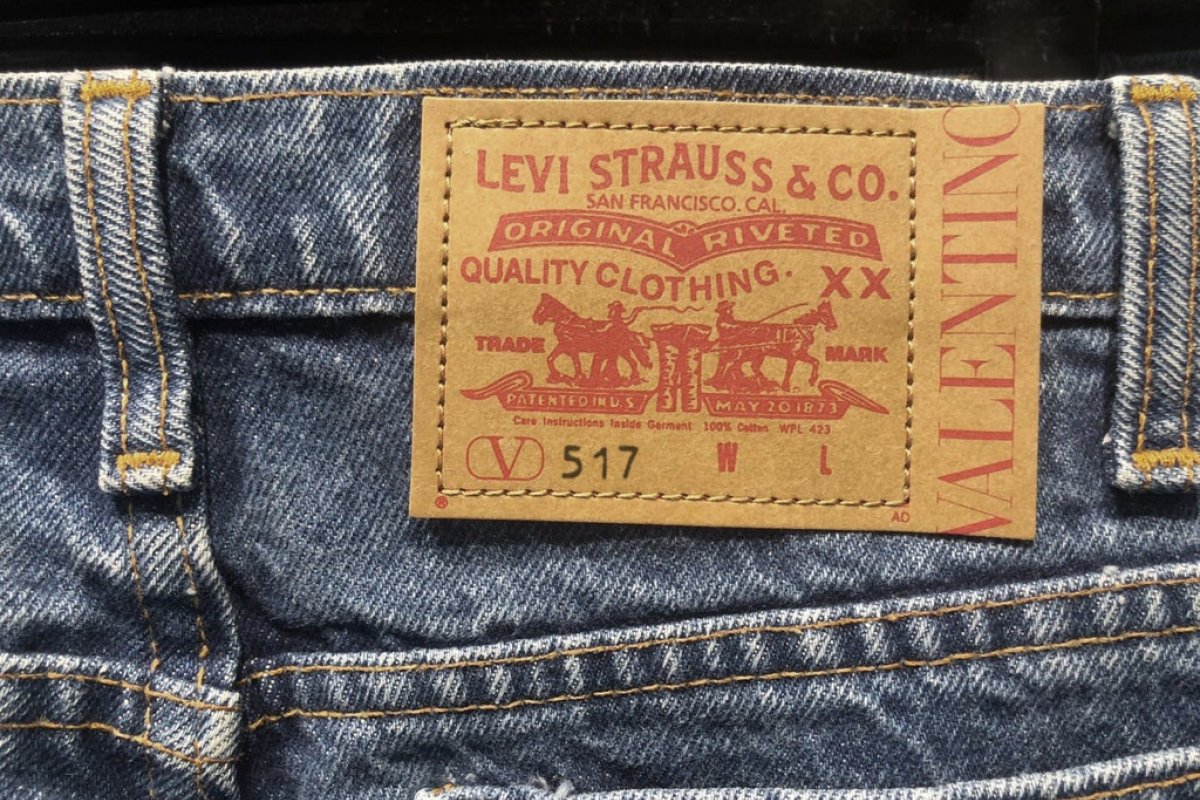 LEVI STRAUSS & CO.
SAN FRANCISCO. CAL.
ORIGINAL RIVETED
QUALITY CLOTHING. XX
TRADE MARK
PATENTED IN U.S. MAY 20 1873
Care Instructions Inside Garment 100% Cotton WPL 423
V 517 W L
® AD
VALENTINO